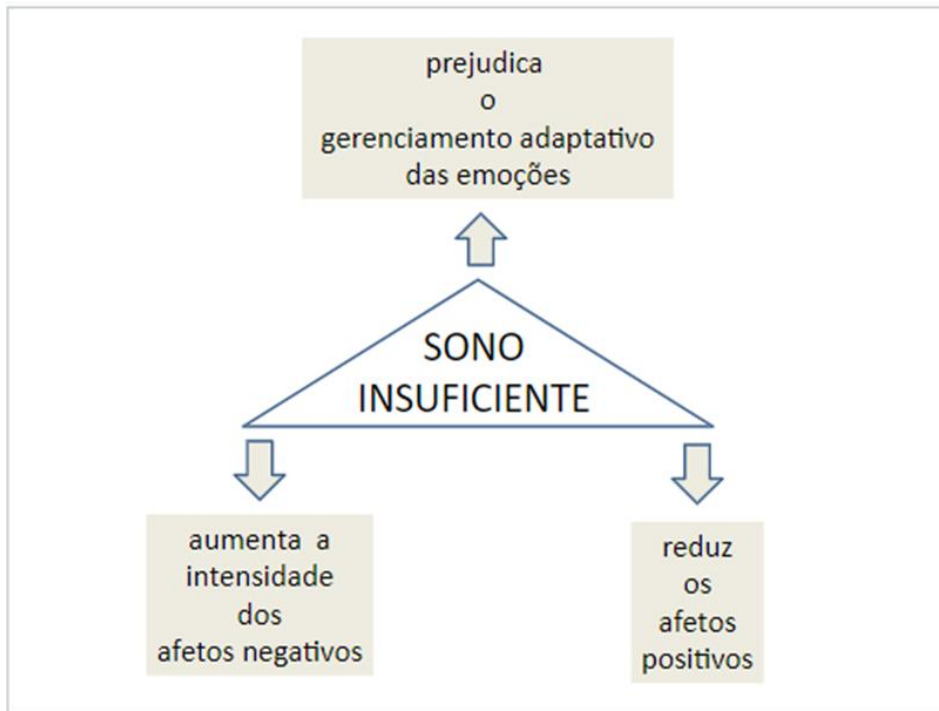 prejudica
o
gerenciamento adaptativo
das emoções
SONO
INSUFICIENTE
aumenta a
intensidade
dos
afetos negativos
reduz
os
afetos
positivos